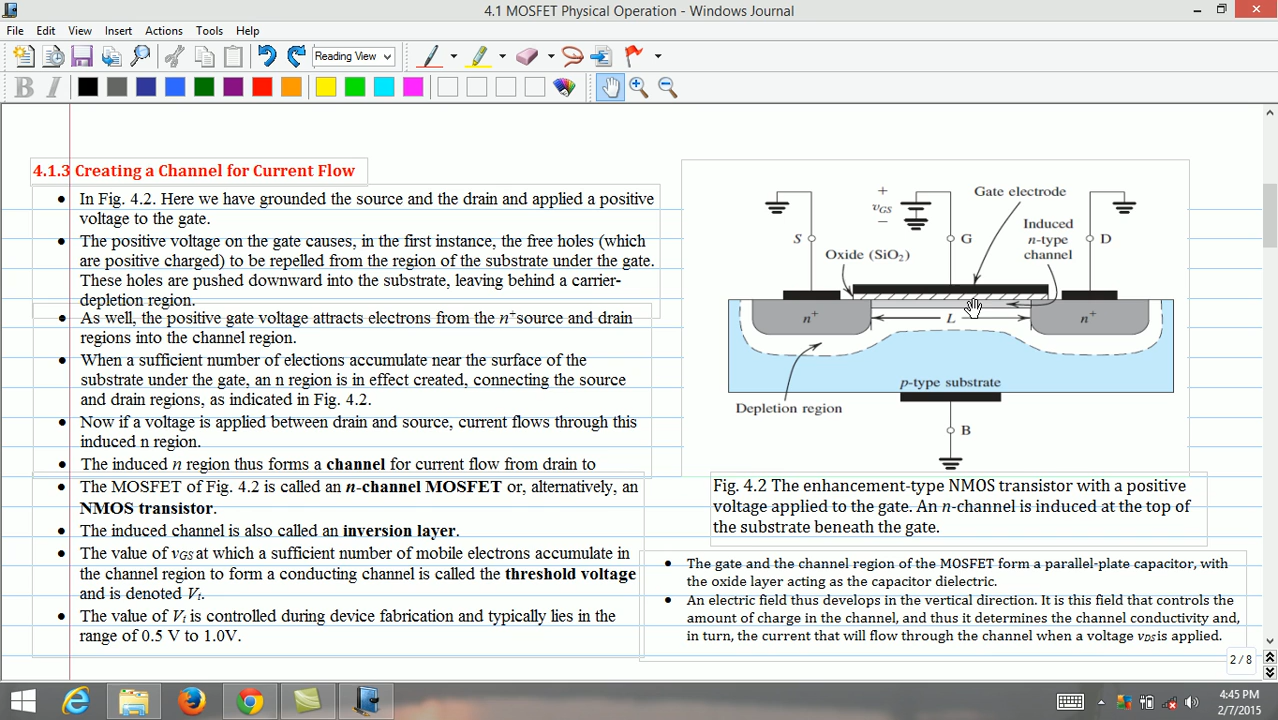 4.1 MOSFET Physical Operation - Windows Journal
File Edit View Insert Actions Tools Help
Reading View
B I
4.1.3 Creating a Channel for Current Flow
• In Fig. 4.2. Here we have grounded the source and the drain and applied a positive
voltage to the gate.
• The positive voltage on the gate causes, in the first instance, the free holes (which
are positive charged) to be repelled from the region of the substrate under the gate.
These holes are pushed downward into the substrate, leaving behind a carrier-
depletion region.
• As well, the positive gate voltage attracts electrons from the n⁺source and drain
regions into the channel region.
• When a sufficient number of elections accumulate near the surface of the
substrate under the gate, an n region is in effect created, connecting the source
and drain regions, as indicated in Fig. 4.2.
• Now if a voltage is applied between drain and source, current flows through this
induced n region.
• The induced n region thus forms a channel for current flow from drain to
• The MOSFET of Fig. 4.2 is called an n-channel MOSFET or, alternatively, an
NMOS transistor.
• The induced channel is also called an inversion layer.
• The value of vGS at which a sufficient number of mobile electrons accumulate in
the channel region to form a conducting channel is called the threshold voltage
and is denoted Vt.
• The value of Vt is controlled during device fabrication and typically lies in the
range of 0.5 V to 1.0V.
+
vGS
−
Gate electrode
S
G
Induced
n-type
channel
D
Oxide (SiO₂)
n⁺
L
n⁺
p-type substrate
Depletion region
B
Fig. 4.2 The enhancement-type NMOS transistor with a positive
voltage applied to the gate. An n-channel is induced at the top of
the substrate beneath the gate.
• The gate and the channel region of the MOSFET form a parallel-plate capacitor, with
the oxide layer acting as the capacitor dielectric.
• An electric field thus develops in the vertical direction. It is this field that controls the
amount of charge in the channel, and thus it determines the channel conductivity and,
in turn, the current that will flow through the channel when a voltage vDS is applied.
2 / 8
4:45 PM
2/7/2015